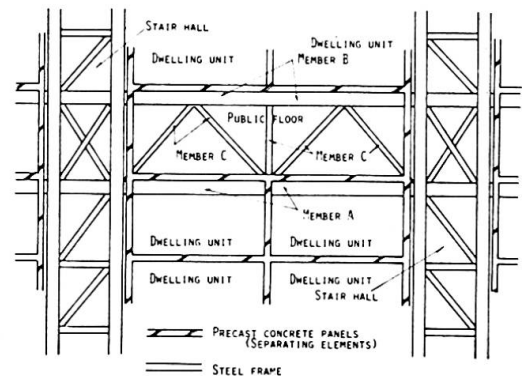 STAIR HALL
DWELLING UNIT
DWELLING UNIT
MEMBER B
PUBLIC FLOOR
MEMBER C
MEMBER C
MEMBER A
DWELLING UNIT
DWELLING UNIT
DWELLING UNIT
DWELLING UNIT
STAIR HALL
PRECAST CONCRETE PANELS
(SEPARATING ELEMENTS)
STEEL FRAME